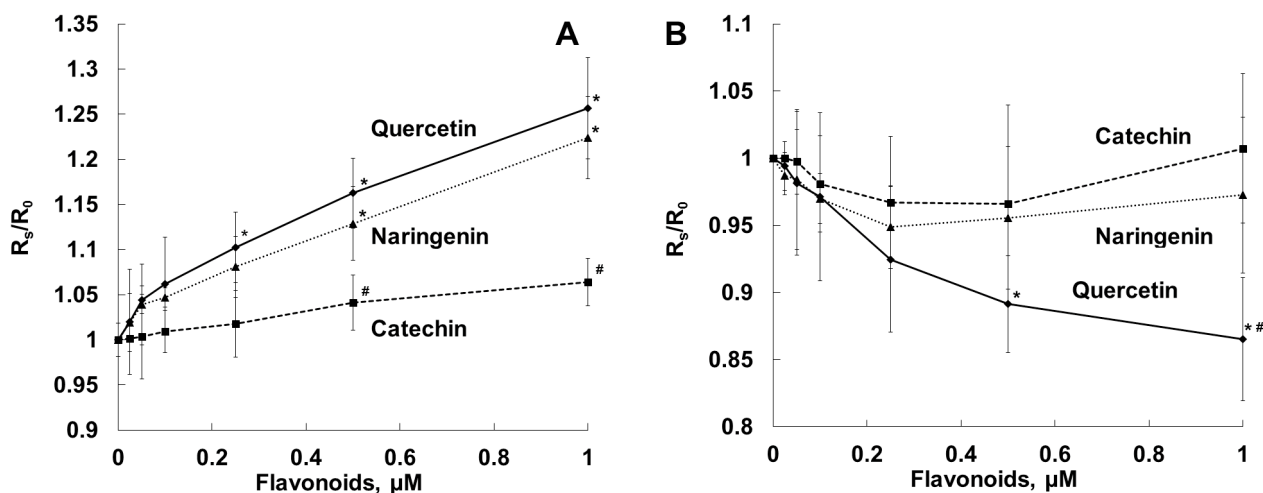 A
1.35
1.3
1.25
1.2
1.15
1.1
1.05
1
0.95
0.9
Rs/R0
Quercetin
Naringenin
Catechin
*
*
*
*
*
#
#
0 0.2 0.4 0.6 0.8 1
Flavonoids, µM
B
1.1
1.05
1
0.95
0.9
0.85
0.8
Rs/R0
Catechin
Naringenin
Quercetin
*
*#
0 0.2 0.4 0.6 0.8 1
Flavonoids, µM